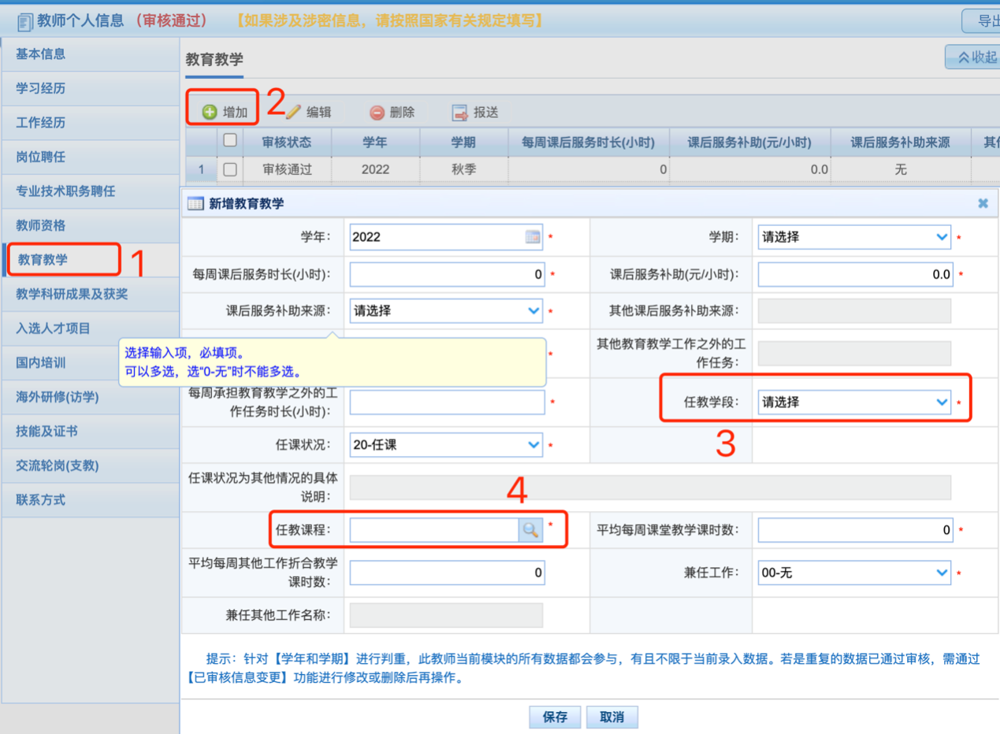 教师个人信息 （审核通过） 【如果涉及涉密信息，请按照国家有关规定填写】 导出
基本信息
学习经历
工作经历
岗位聘任
专业技术职务聘任
教师资格
教育教学 1
教学科研成果及获奖
入选人才项目
国内培训
海外研修(访学)
技能及证书
交流轮岗(支教)
联系方式
教育教学 收起
增加 2 编辑 删除 报送
审核状态 学年 学期 每周课后服务时长(小时) 课后服务补助(元/小时) 课后服务补助来源 其
1 审核通过 2022 秋季 0 0.0 无
新增教育教学
学年： 2022 * 学期： 请选择 *
每周课后服务时长(小时)： 0 * 课后服务补助(元/小时)： 0.0 *
课后服务补助来源： 请选择 * 其他课后服务补助来源：
选择输入项，必填项。
可以多选，选“0-无”时不能多选。
* 其他教育教学工作之外的工
作任务：
每周承担教育教学之外的工
作任务时长(小时)： * 任教学段： 请选择 *
3
任课状况： 20-任课 *
任课状况为其他情况的具体
说明：
4
任教课程： * 平均每周课堂教学课时数： 0 *
平均每周其他工作折合教学
课时数： 0 兼任工作： 00-无 *
兼任其他工作名称：
提示：针对【学年和学期】进行判重，此教师当前模块的所有数据都会参与，有且不限于当前录入数据。若是重复的数据已通过审核，需通过
【已审核信息变更】功能进行修改或删除后再操作。
保存 取消